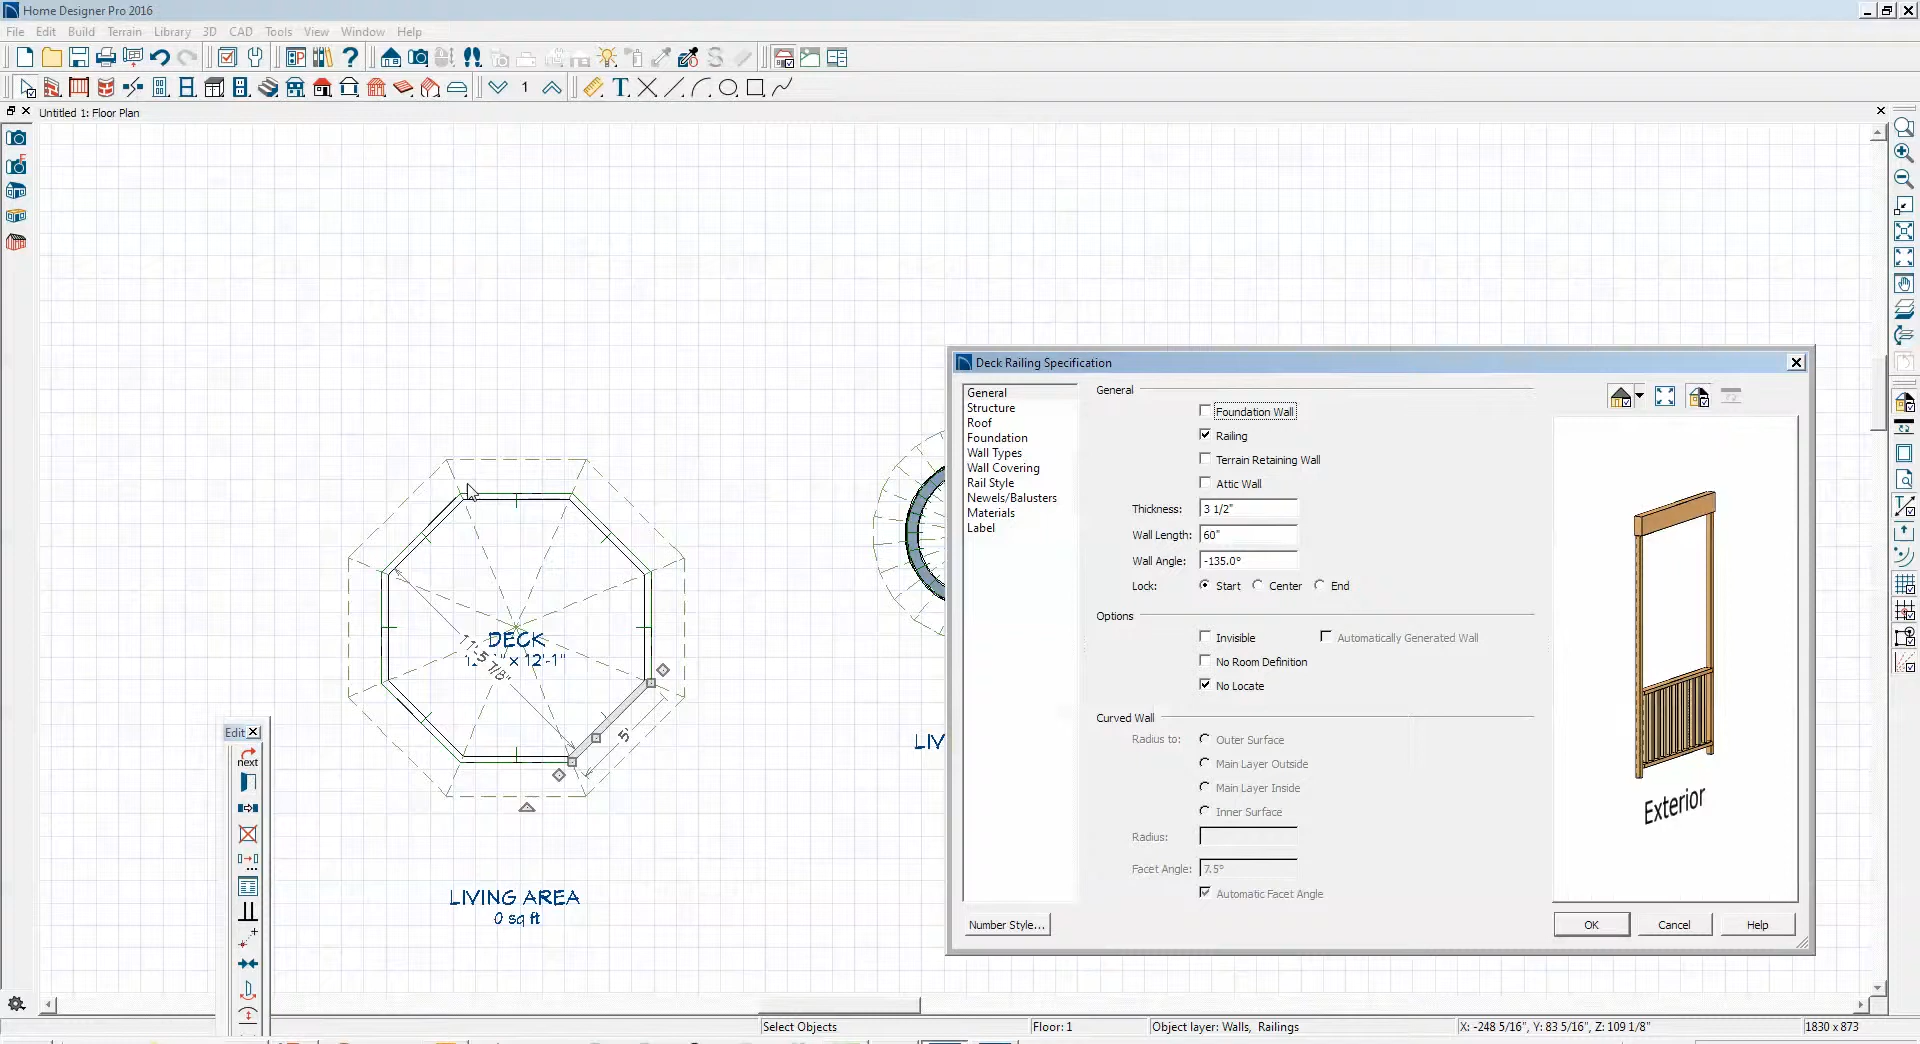 Home Designer Pro 2016
File Edit Build Terrain Library 3D CAD Tools View Window Help
1
Untitled 1: Floor Plan
Deck Railing Specification
General
Structure
Roof
Foundation
Wall Types
Wall Covering
Rail Style
Newels/Balusters
Materials
Label
General
Foundation Wall
Railing
Terrain Retaining Wall
Attic Wall
Thickness: 3 1/2"
Wall Length: 60"
Wall Angle: -135.0°
Lock: Start Center End
Options
Invisible Automatically Generated Wall
No Room Definition
No Locate
Curved Wall
Radius to: Outer Surface
Main Layer Outside
Main Layer Inside
Inner Surface
Radius:
Facet Angle: 7.5°
Automatic Facet Angle
Exterior
Number Style... OK Cancel Help
DECK
x 12'-1"
11'-5 7/8"
5'
LIV
Edit
next
LIVING AREA
0 sq ft
Select Objects Floor: 1 Object layer: Walls, Railings X: -248 5/16", Y: 83 5/16", Z: 109 1/8" 1830 x 873